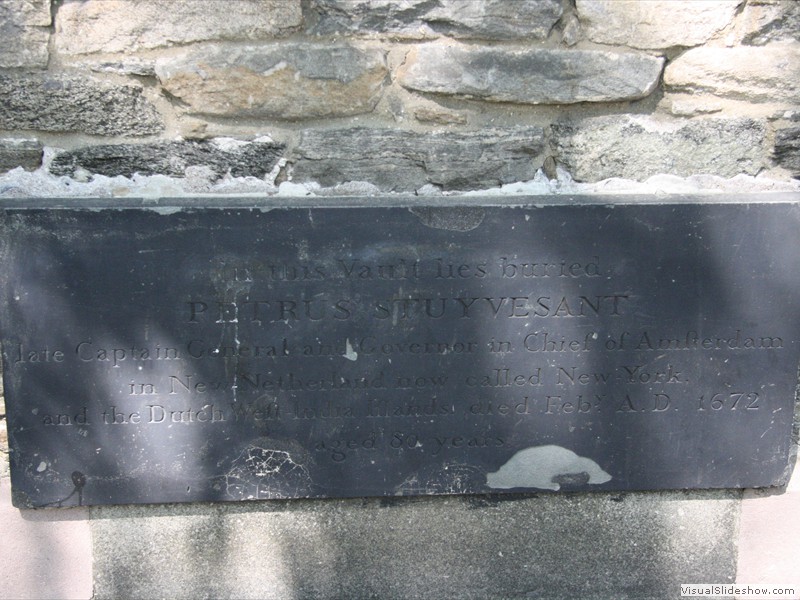 In this Vault lies buried
PETRUS STUYVESANT
late Captain General and Governor in Chief of Amsterdam
in New Netherland now called New York.
and the Dutch West India Islands died Feb.y A.D. 1672
aged 80 years
VisualSlideshow.com